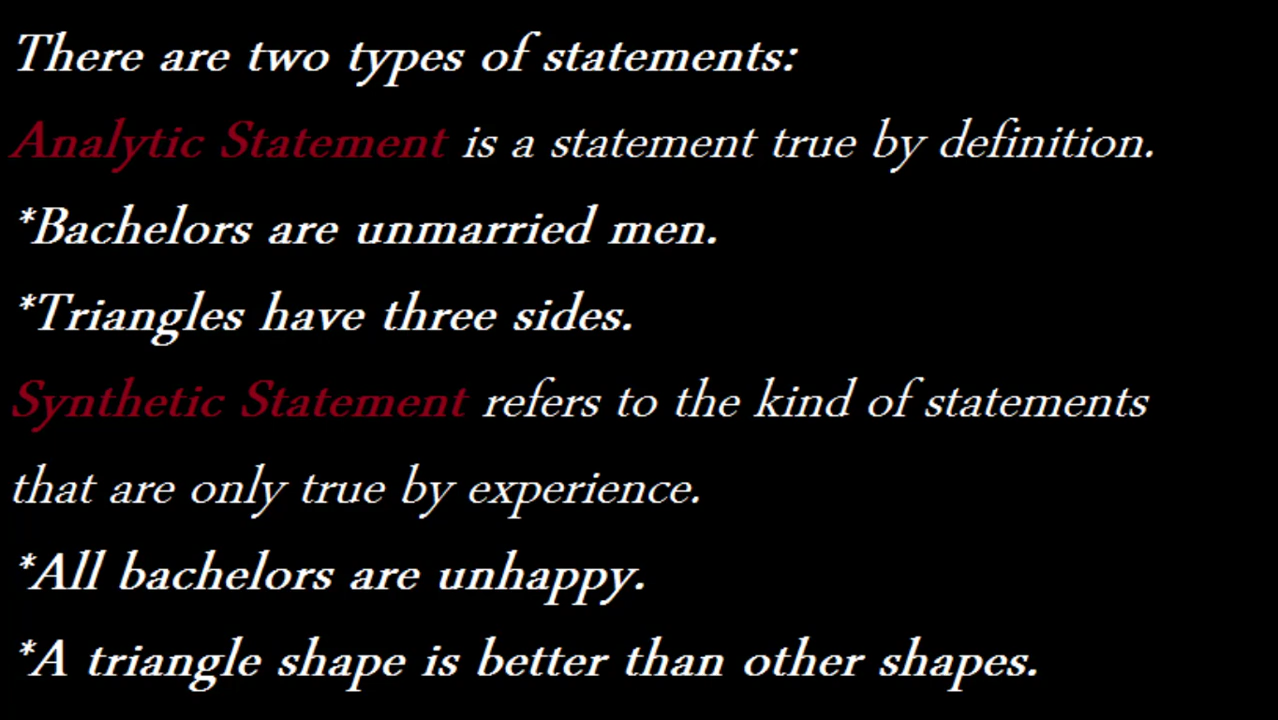 There are two types of statements:
Analytic Statement is a statement true by definition.
*Bachelors are unmarried men.
*Triangles have three sides.
Synthetic Statement refers to the kind of statements
that are only true by experience.
*All bachelors are unhappy.
*A triangle shape is better than other shapes.